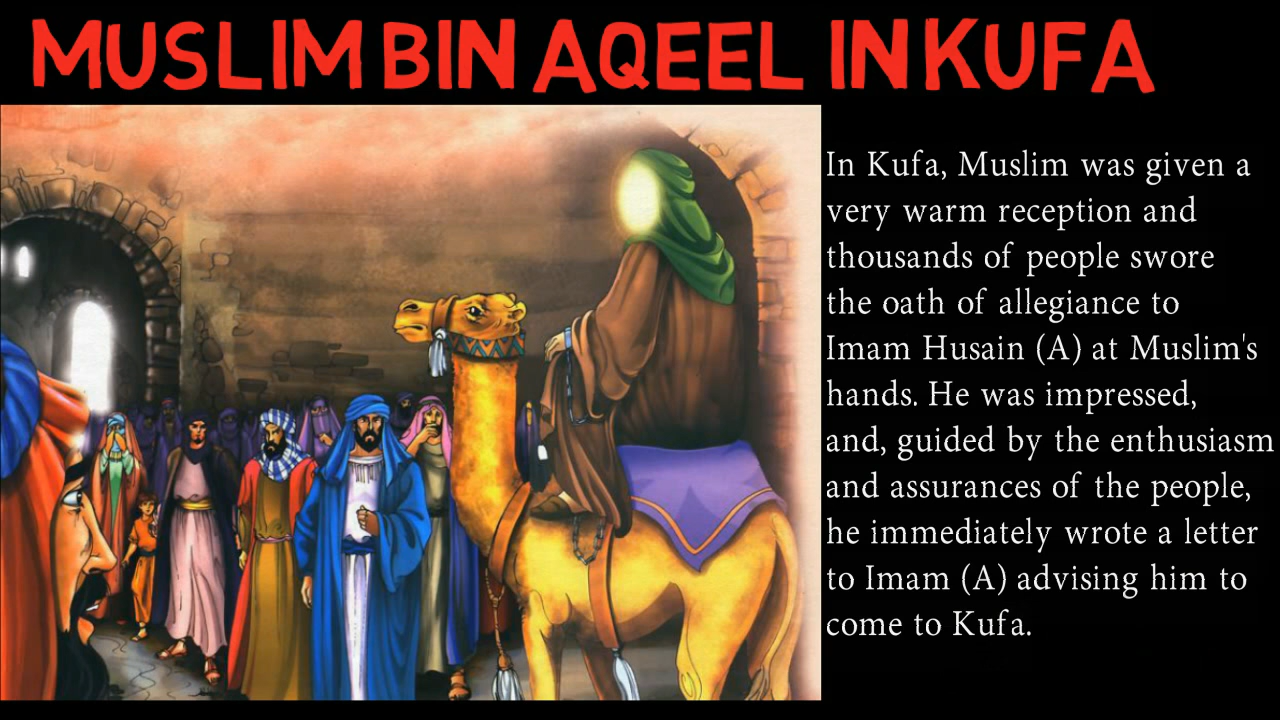 MUSLIM BIN AQEEL IN KUFA
In Kufa, Muslim was given a
very warm reception and
thousands of people swore
the oath of allegiance to
Imam Husain (A) at Muslim's
hands. He was impressed,
and, guided by the enthusiasm
and assurances of the people,
he immediately wrote a letter
to Imam (A) advising him to
come to Kufa.